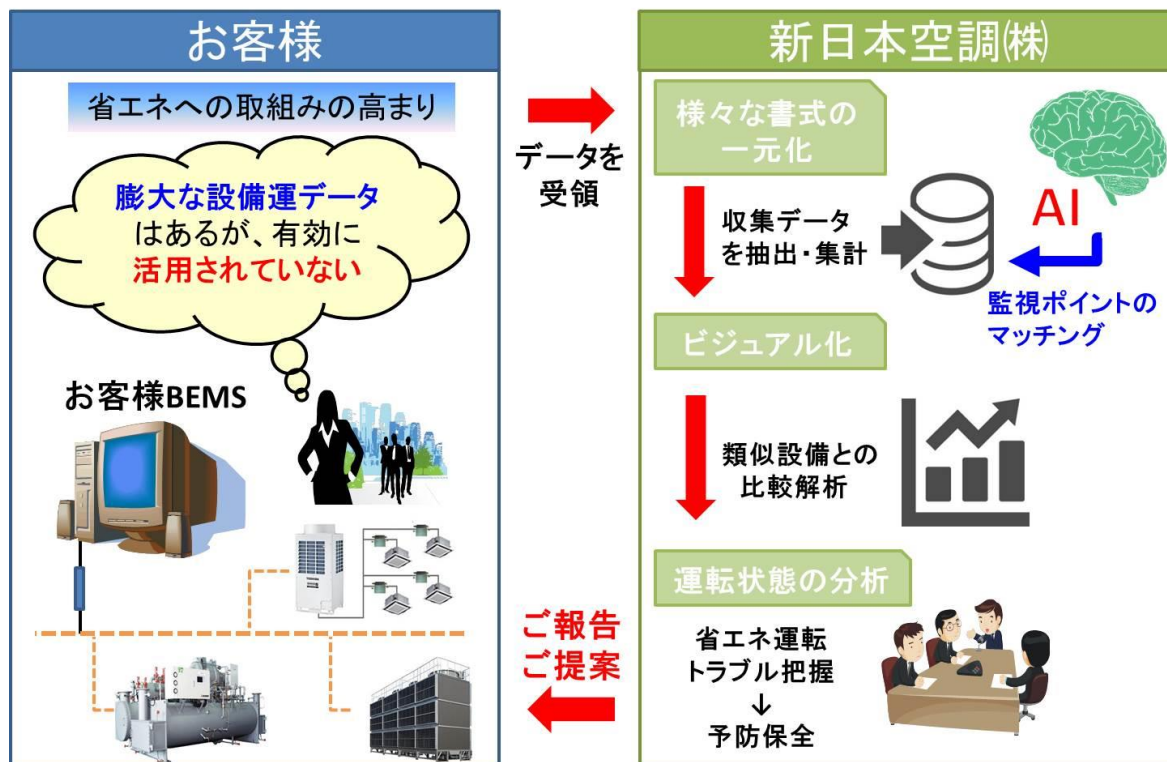 お客様
省エネへの取組みの高まり
膨大な設備運データ
はあるが、有効に
活用されていない
お客様BEMS
データを
受領
ご報告
ご提案
新日本空調㈱
様々な書式の
一元化
収集データ
を抽出・集計
AI
監視ポイントの
マッチング
ビジュアル化
類似設備との
比較解析
運転状態の分析
省エネ運転
トラブル把握
↓
予防保全